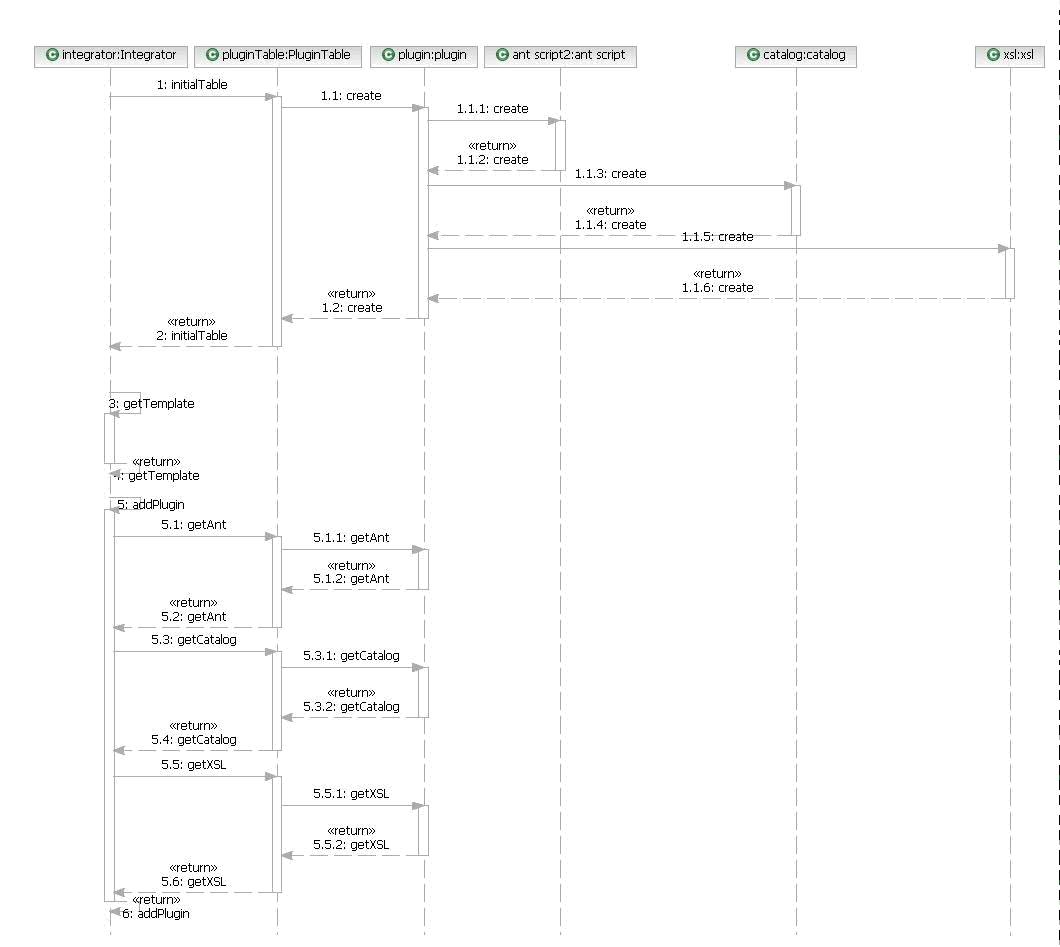 integrator:Integrator
pluginTable:PluginTable
plugin:plugin
ant script2:ant script
catalog:catalog
xsl:xsl
1: initialTable
1.1: create
1.1.1: create
«return»
1.1.2: create
1.1.3: create
«return»
1.1.4: create
1.1.5: create
«return»
1.1.6: create
«return»
1.2: create
«return»
2: initialTable
3: getTemplate
«return»
4: getTemplate
5: addPlugin
5.1: getAnt
5.1.1: getAnt
«return»
5.1.2: getAnt
«return»
5.2: getAnt
5.3: getCatalog
5.3.1: getCatalog
«return»
5.3.2: getCatalog
«return»
5.4: getCatalog
5.5: getXSL
5.5.1: getXSL
«return»
5.5.2: getXSL
«return»
5.6: getXSL
«return»
6: addPlugin